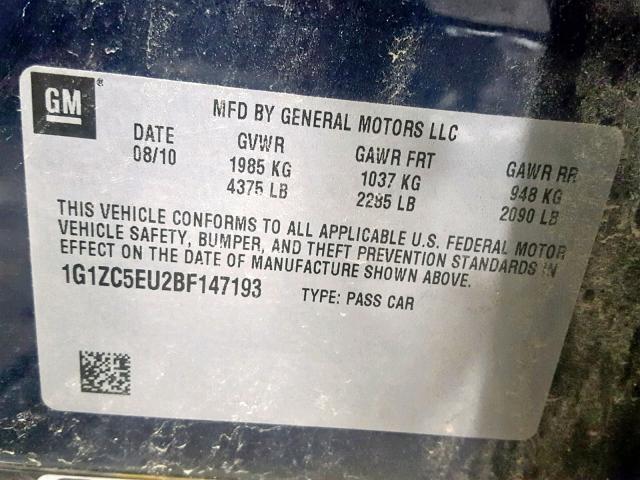 GM®
MFD BY GENERAL MOTORS LLC
DATE GVWR GAWR FRT GAWR RR
08/10 1985 KG 1037 KG 948 KG
4375 LB 2285 LB 2090 LB
THIS VEHICLE CONFORMS TO ALL APPLICABLE U.S. FEDERAL MOTOR
VEHICLE SAFETY, BUMPER, AND THEFT PREVENTION STANDARDS IN
EFFECT ON THE DATE OF MANUFACTURE SHOWN ABOVE.
1G1ZC5EU2BF147193 TYPE: PASS CAR